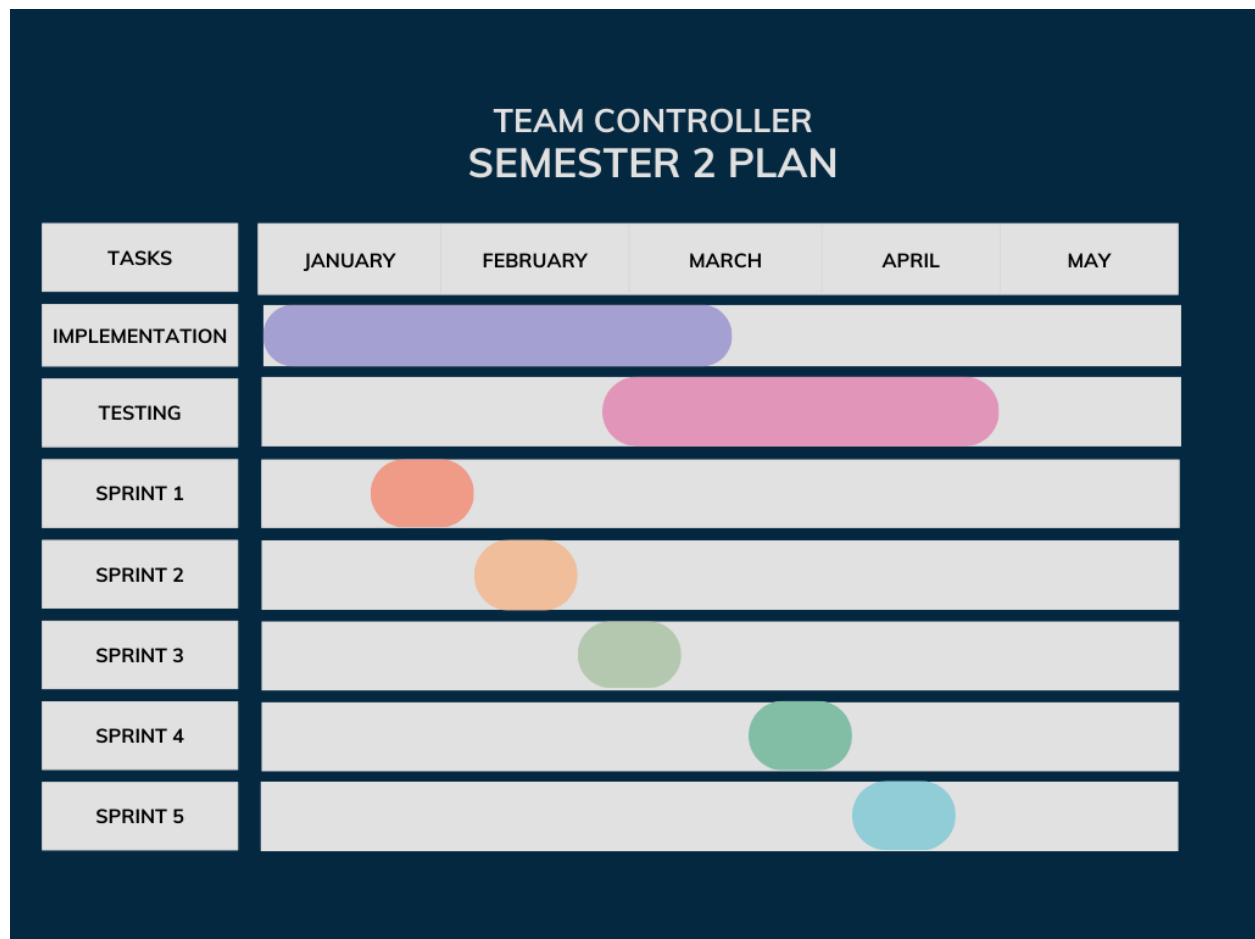 TEAM CONTROLLER
SEMESTER 2 PLAN
TASKS
JANUARY
FEBRUARY
MARCH
APRIL
MAY
IMPLEMENTATION
TESTING
SPRINT 1
SPRINT 2
SPRINT 3
SPRINT 4
SPRINT 5